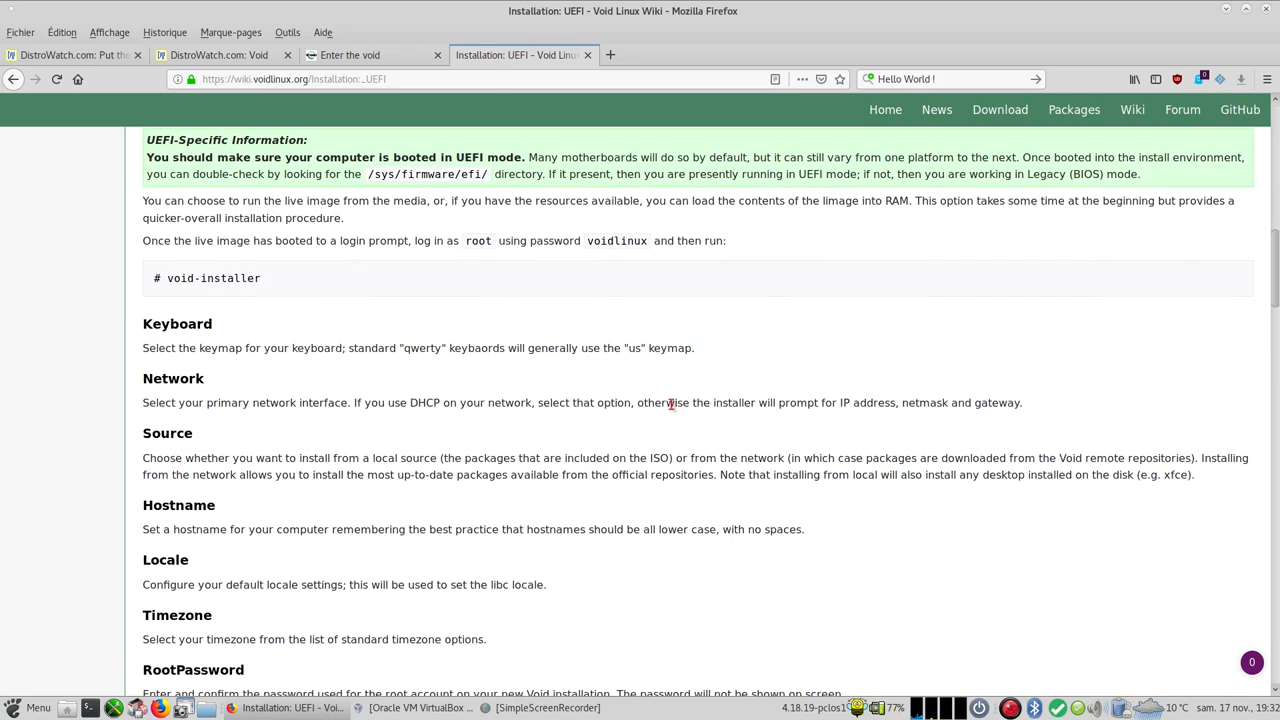 Installation: UEFI - Void Linux Wiki - Mozilla Firefox
Fichier Édition Affichage Historique Marque-pages Outils Aide
DistroWatch.com: Put the DistroWatch.com: Void Enter the void Installation: UEFI - Void Linux
https://wiki.voidlinux.org/Installation:_UEFI Hello World ! 0
Home News Download Packages Wiki Forum GitHub
UEFI-Specific Information:
You should make sure your computer is booted in UEFI mode. Many motherboards will do so by default, but it can still vary from one platform to the next. Once booted into the install environment,
you can double-check by looking for the /sys/firmware/efi/ directory. If it present, then you are presently running in UEFI mode; if not, then you are working in Legacy (BIOS) mode.
You can choose to run the live image from the media, or, if you have the resources available, you can load the contents of the limage into RAM. This option takes some time at the beginning but provides a
quicker-overall installation procedure.
Once the live image has booted to a login prompt, log in as root using password voidlinux and then run:
# void-installer
Keyboard
Select the keymap for your keyboard; standard "qwerty" keybaords will generally use the "us" keymap.
Network
Select your primary network interface. If you use DHCP on your network, select that option, otherwise the installer will prompt for IP address, netmask and gateway.
Source
Choose whether you want to install from a local source (the packages that are included on the ISO) or from the network (in which case packages are downloaded from the Void remote repositories). Installing
from the network allows you to install the most up-to-date packages available from the official repositories. Note that installing from local will also install any desktop installed on the disk (e.g. xfce).
Hostname
Set a hostname for your computer remembering the best practice that hostnames should be all lower case, with no spaces.
Locale
Configure your default locale settings; this will be used to set the libc locale.
Timezone
Select your timezone from the list of standard timezone options.
RootPassword
0
Enter and confirm the password used for the root account on your new Void installation. The password will not be shown on screen
Menu Installation: UEFI - Voi... [Oracle VM VirtualBox ... [SimpleScreenRecorder] 4.18.19-pclos1 77% 10 °C sam. 17 nov., 19:32